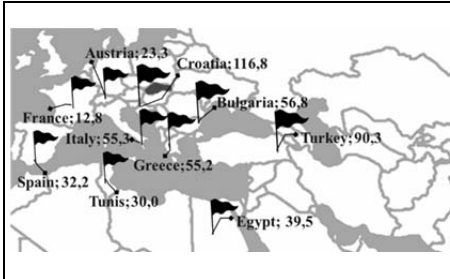 Austria; 23,3
Croatia; 116,8
Bulgaria; 56,8
France; 12,8
Italy; 55,3
Turkey; 90,3
Greece; 55,2
Spain; 32,2
Tunis; 30,0
Egypt; 39,5